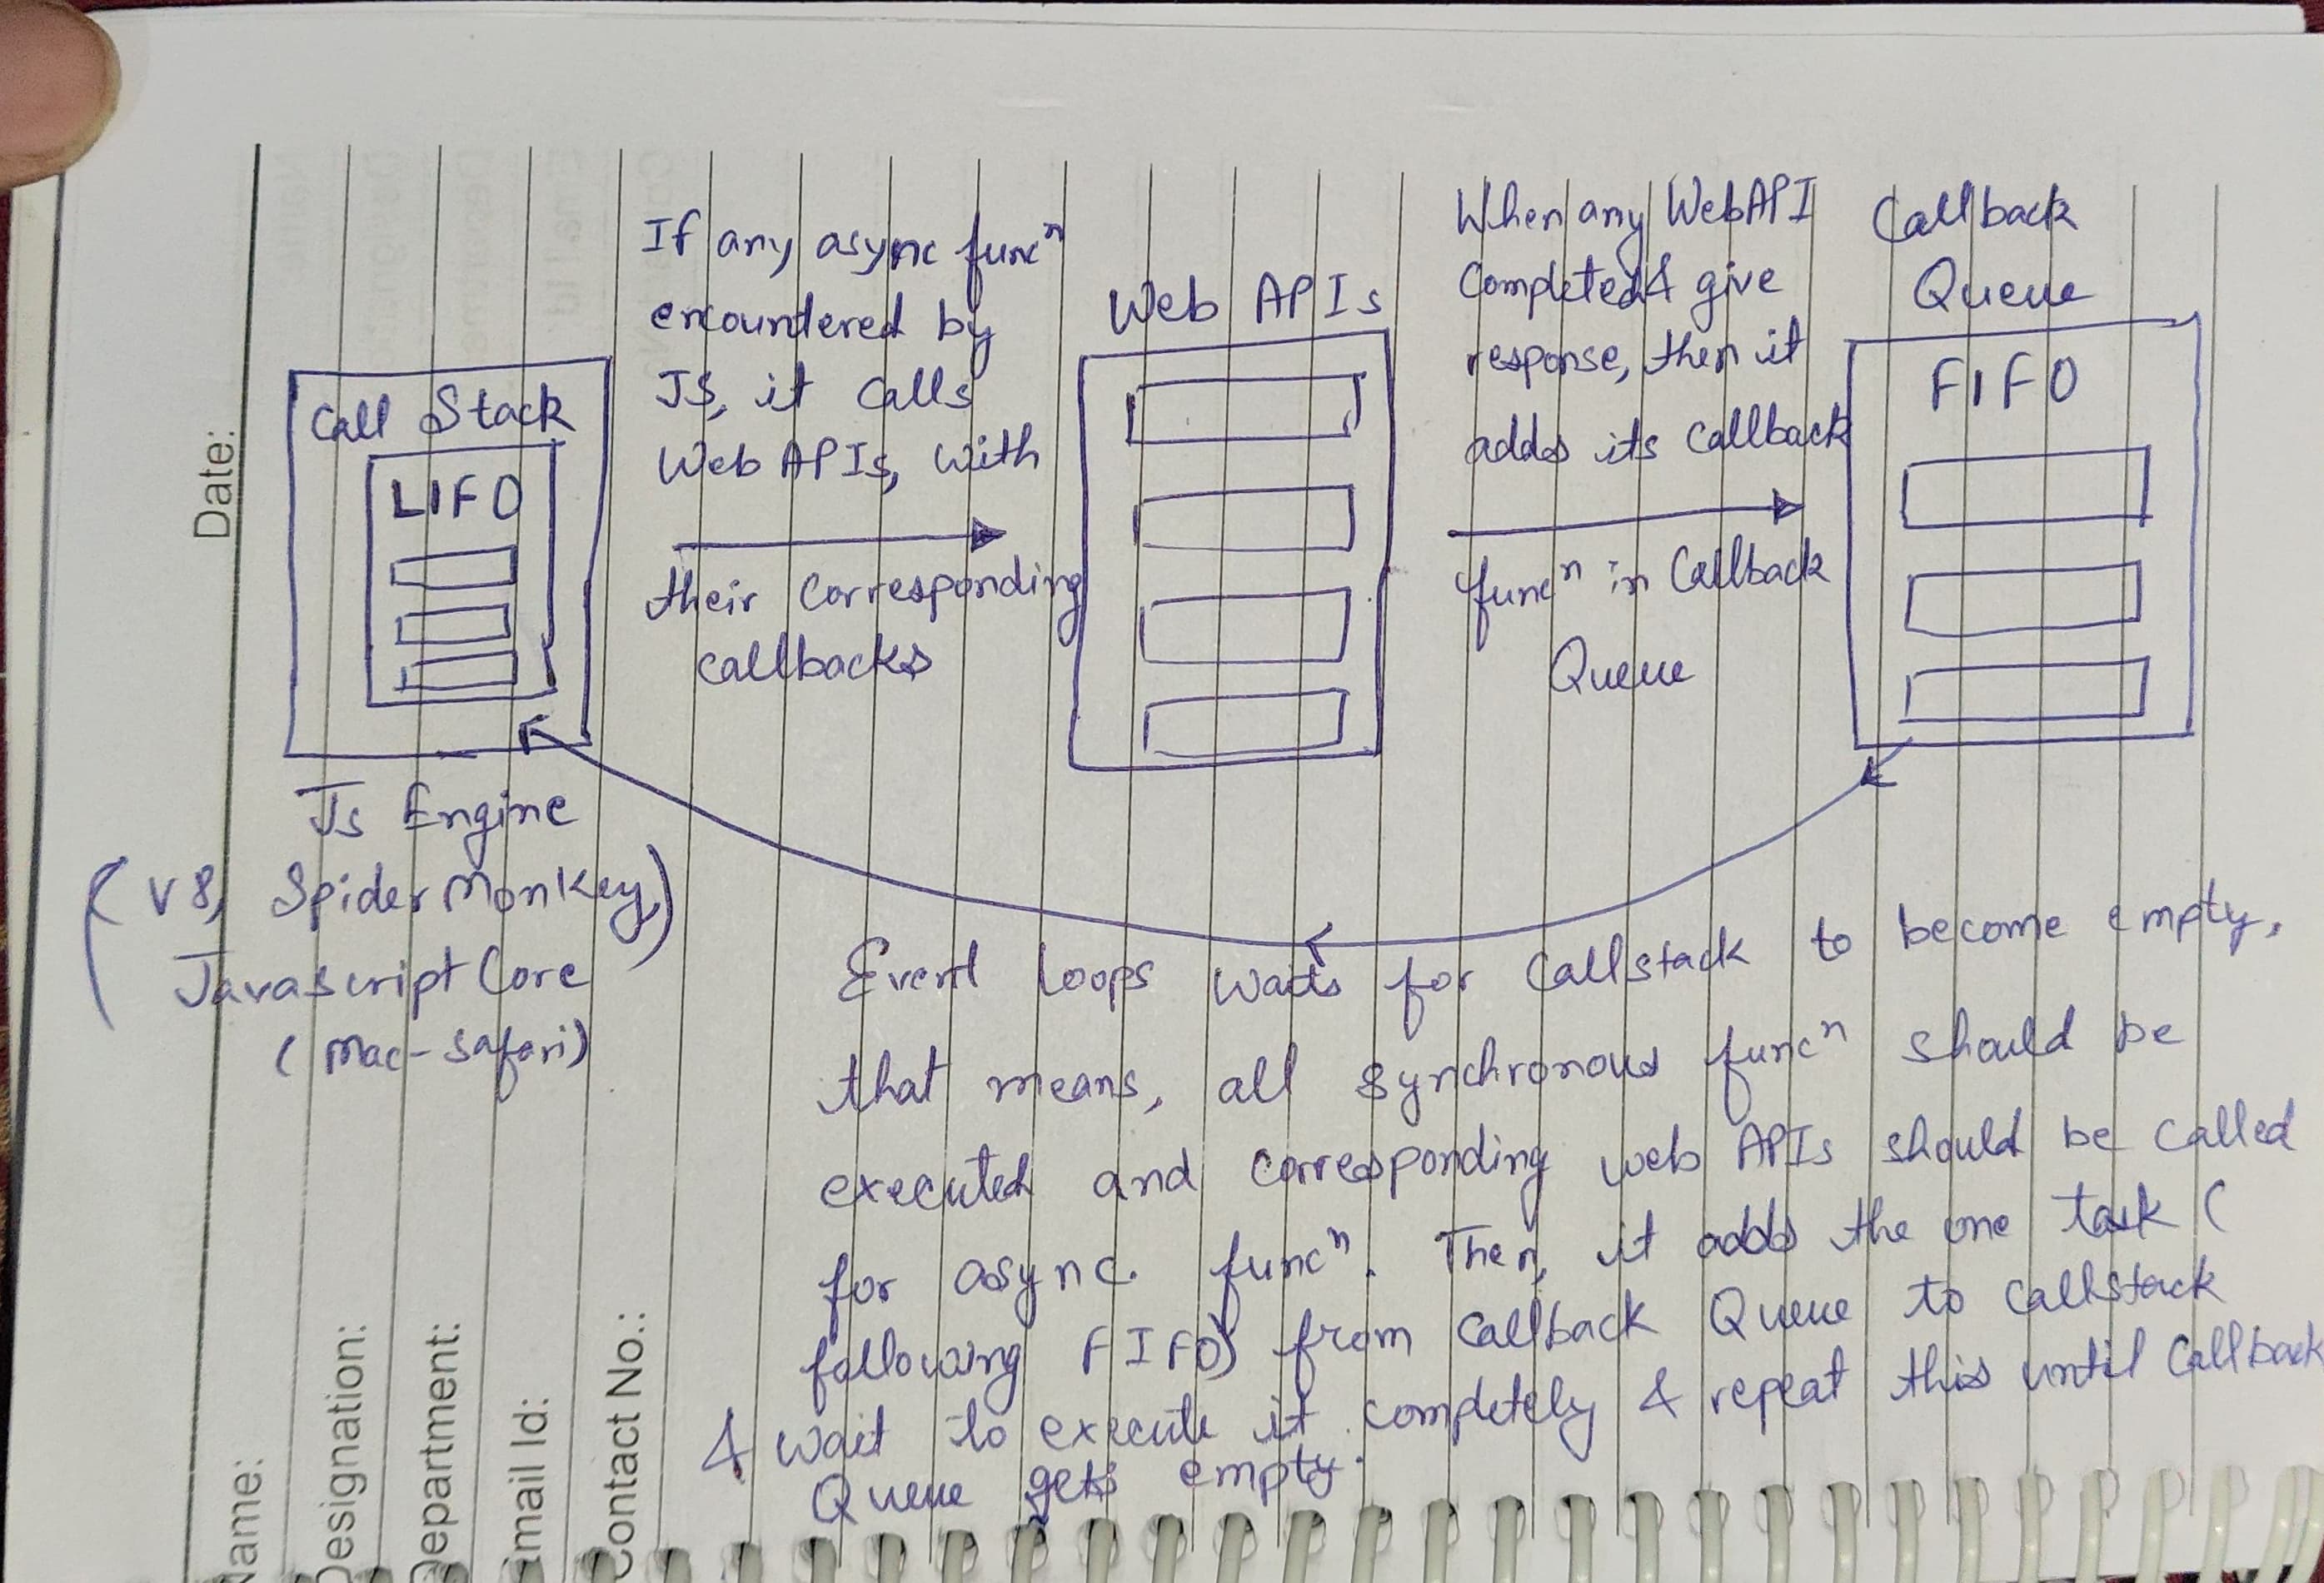 If any async funcⁿ
encountered by
JS, it calls
Web APIs, with
their corresponding
callbacks
When any WebAPI
completed & give
response, then it
adds its callback
funcⁿ in Callback
Queue
Callback
Queue
FIFO
Web APIs
Call Stack
LIFO
Js Engine
(V8, SpiderMonkey,
Javascript Core)
(Mac-Safari)
Event loops waits for Callstack to become empty,
that means, all synchronous funcⁿ should be
executed and corresponding web APIs should be called
for async. funcⁿ. Then, it adds the one task (
following FIFO) from Callback Queue to callstack
& wait to execute it completely & repeat this until Callback
Queue gets empty.
Date:
Name:
Designation:
Department:
Email Id:
Contact No.: